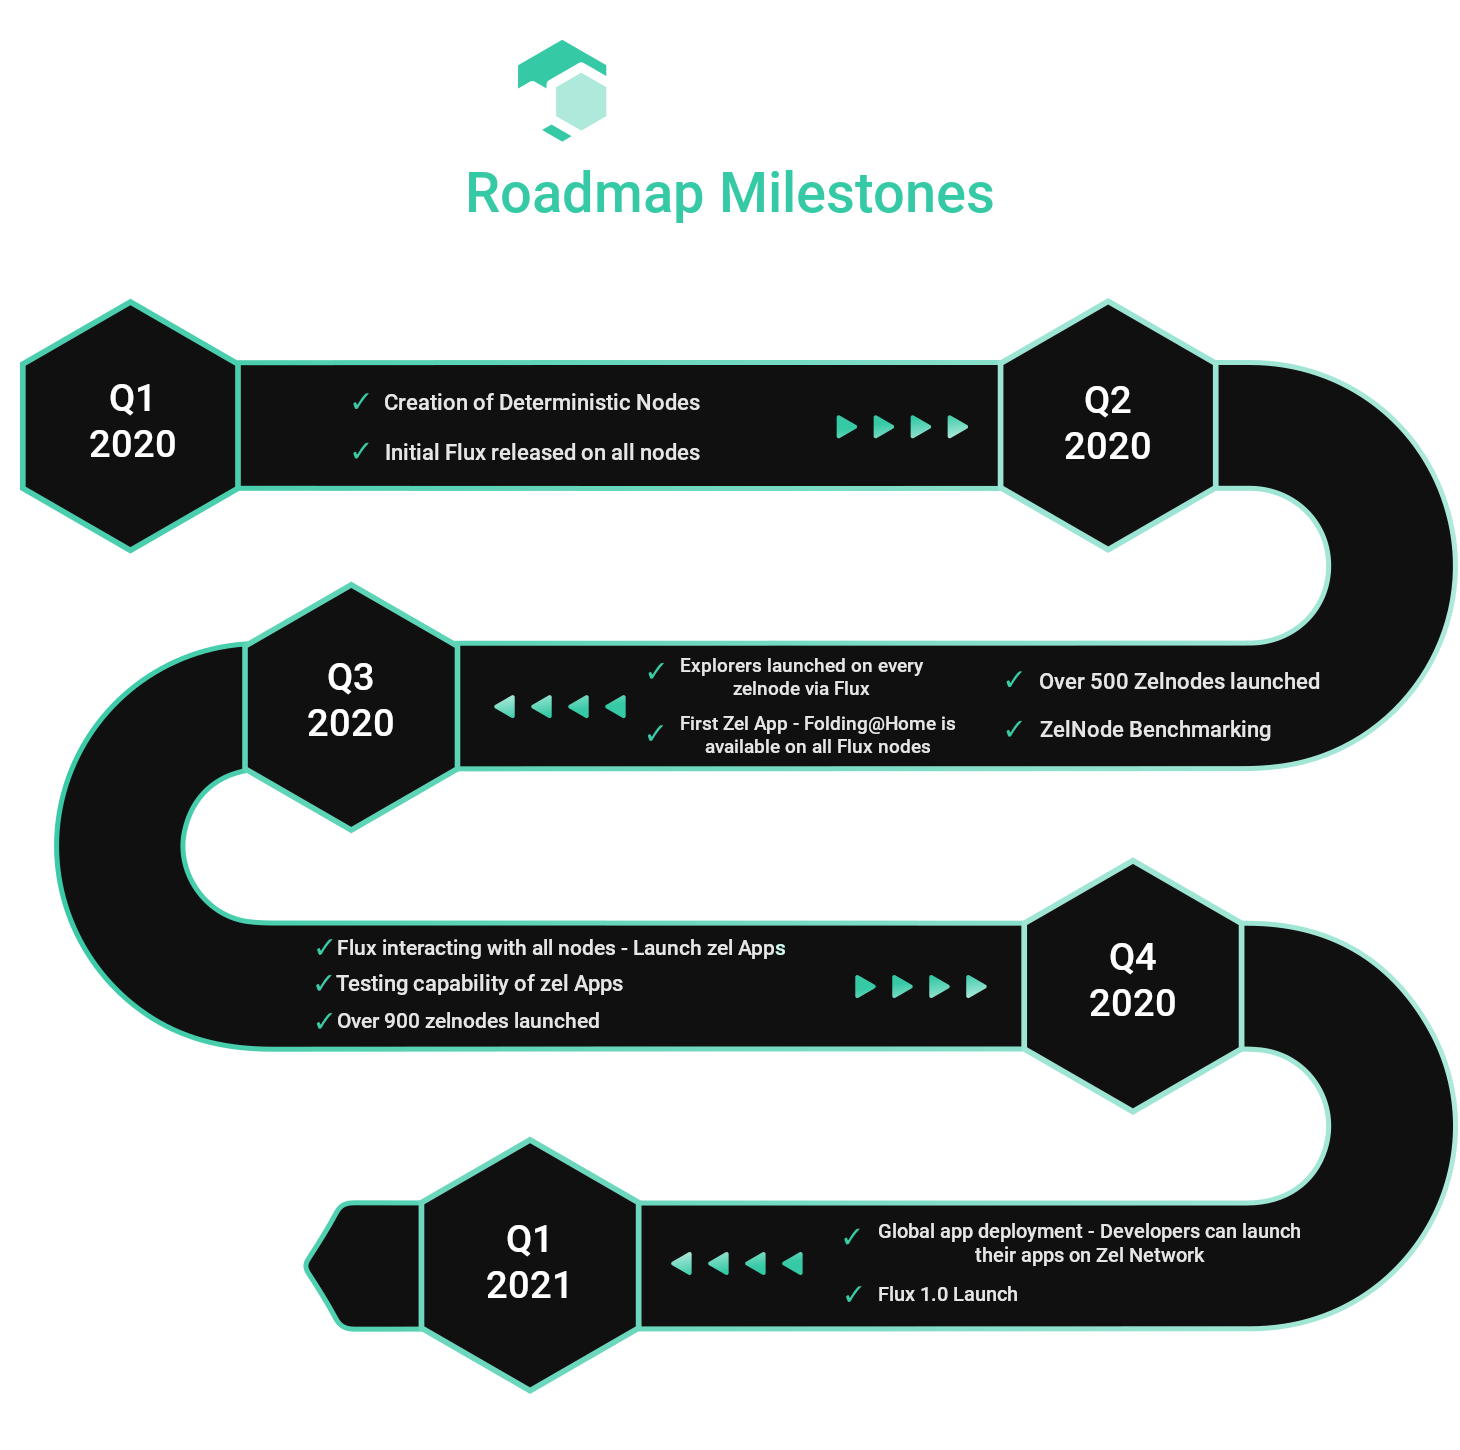 Roadmap Milestones
Q1
2020
✓ Creation of Deterministic Nodes
✓ Initial Flux released on all nodes
Q2
2020
✓ Over 500 Zelnodes launched
✓ ZelNode Benchmarking
✓ Explorers launched on every
zelnode via Flux
✓ First Zel App - Folding@Home is
available on all Flux nodes
Q3
2020
✓ Flux interacting with all nodes - Launch zel Apps
✓ Testing capability of zel Apps
✓ Over 900 zelnodes launched
Q4
2020
✓ Global app deployment - Developers can launch
their apps on Zel Network
✓ Flux 1.0 Launch
Q1
2021